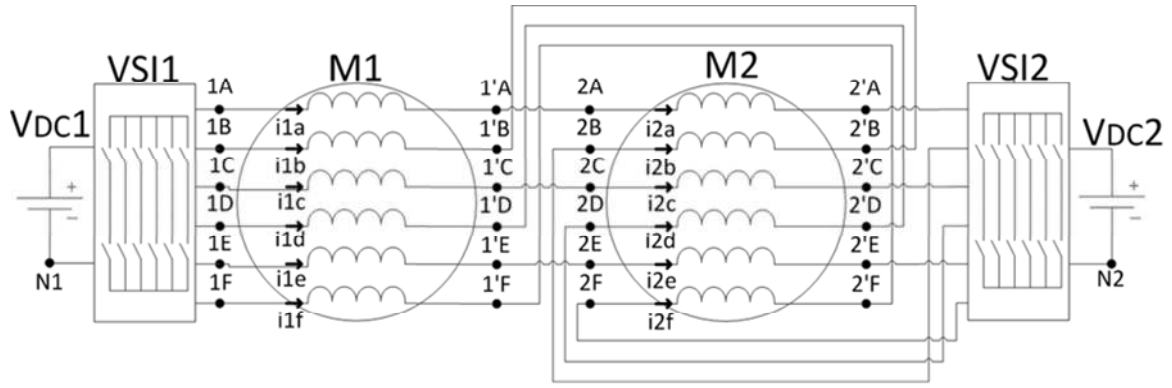 VSI1 M1 M2 VSI2
1A 1'A 2A 2'A
VDC1 i1a i2a
1B 1'B 2B 2'B VDC2
i1b i2b
1C 1'C 2C 2'C
+ i1c i2c +
− 1D 1'D 2D 2'D −
i1d i2d
1E 1'E 2E 2'E
N1 i1e i2e N2
1F 1'F 2F 2'F
i1f i2f